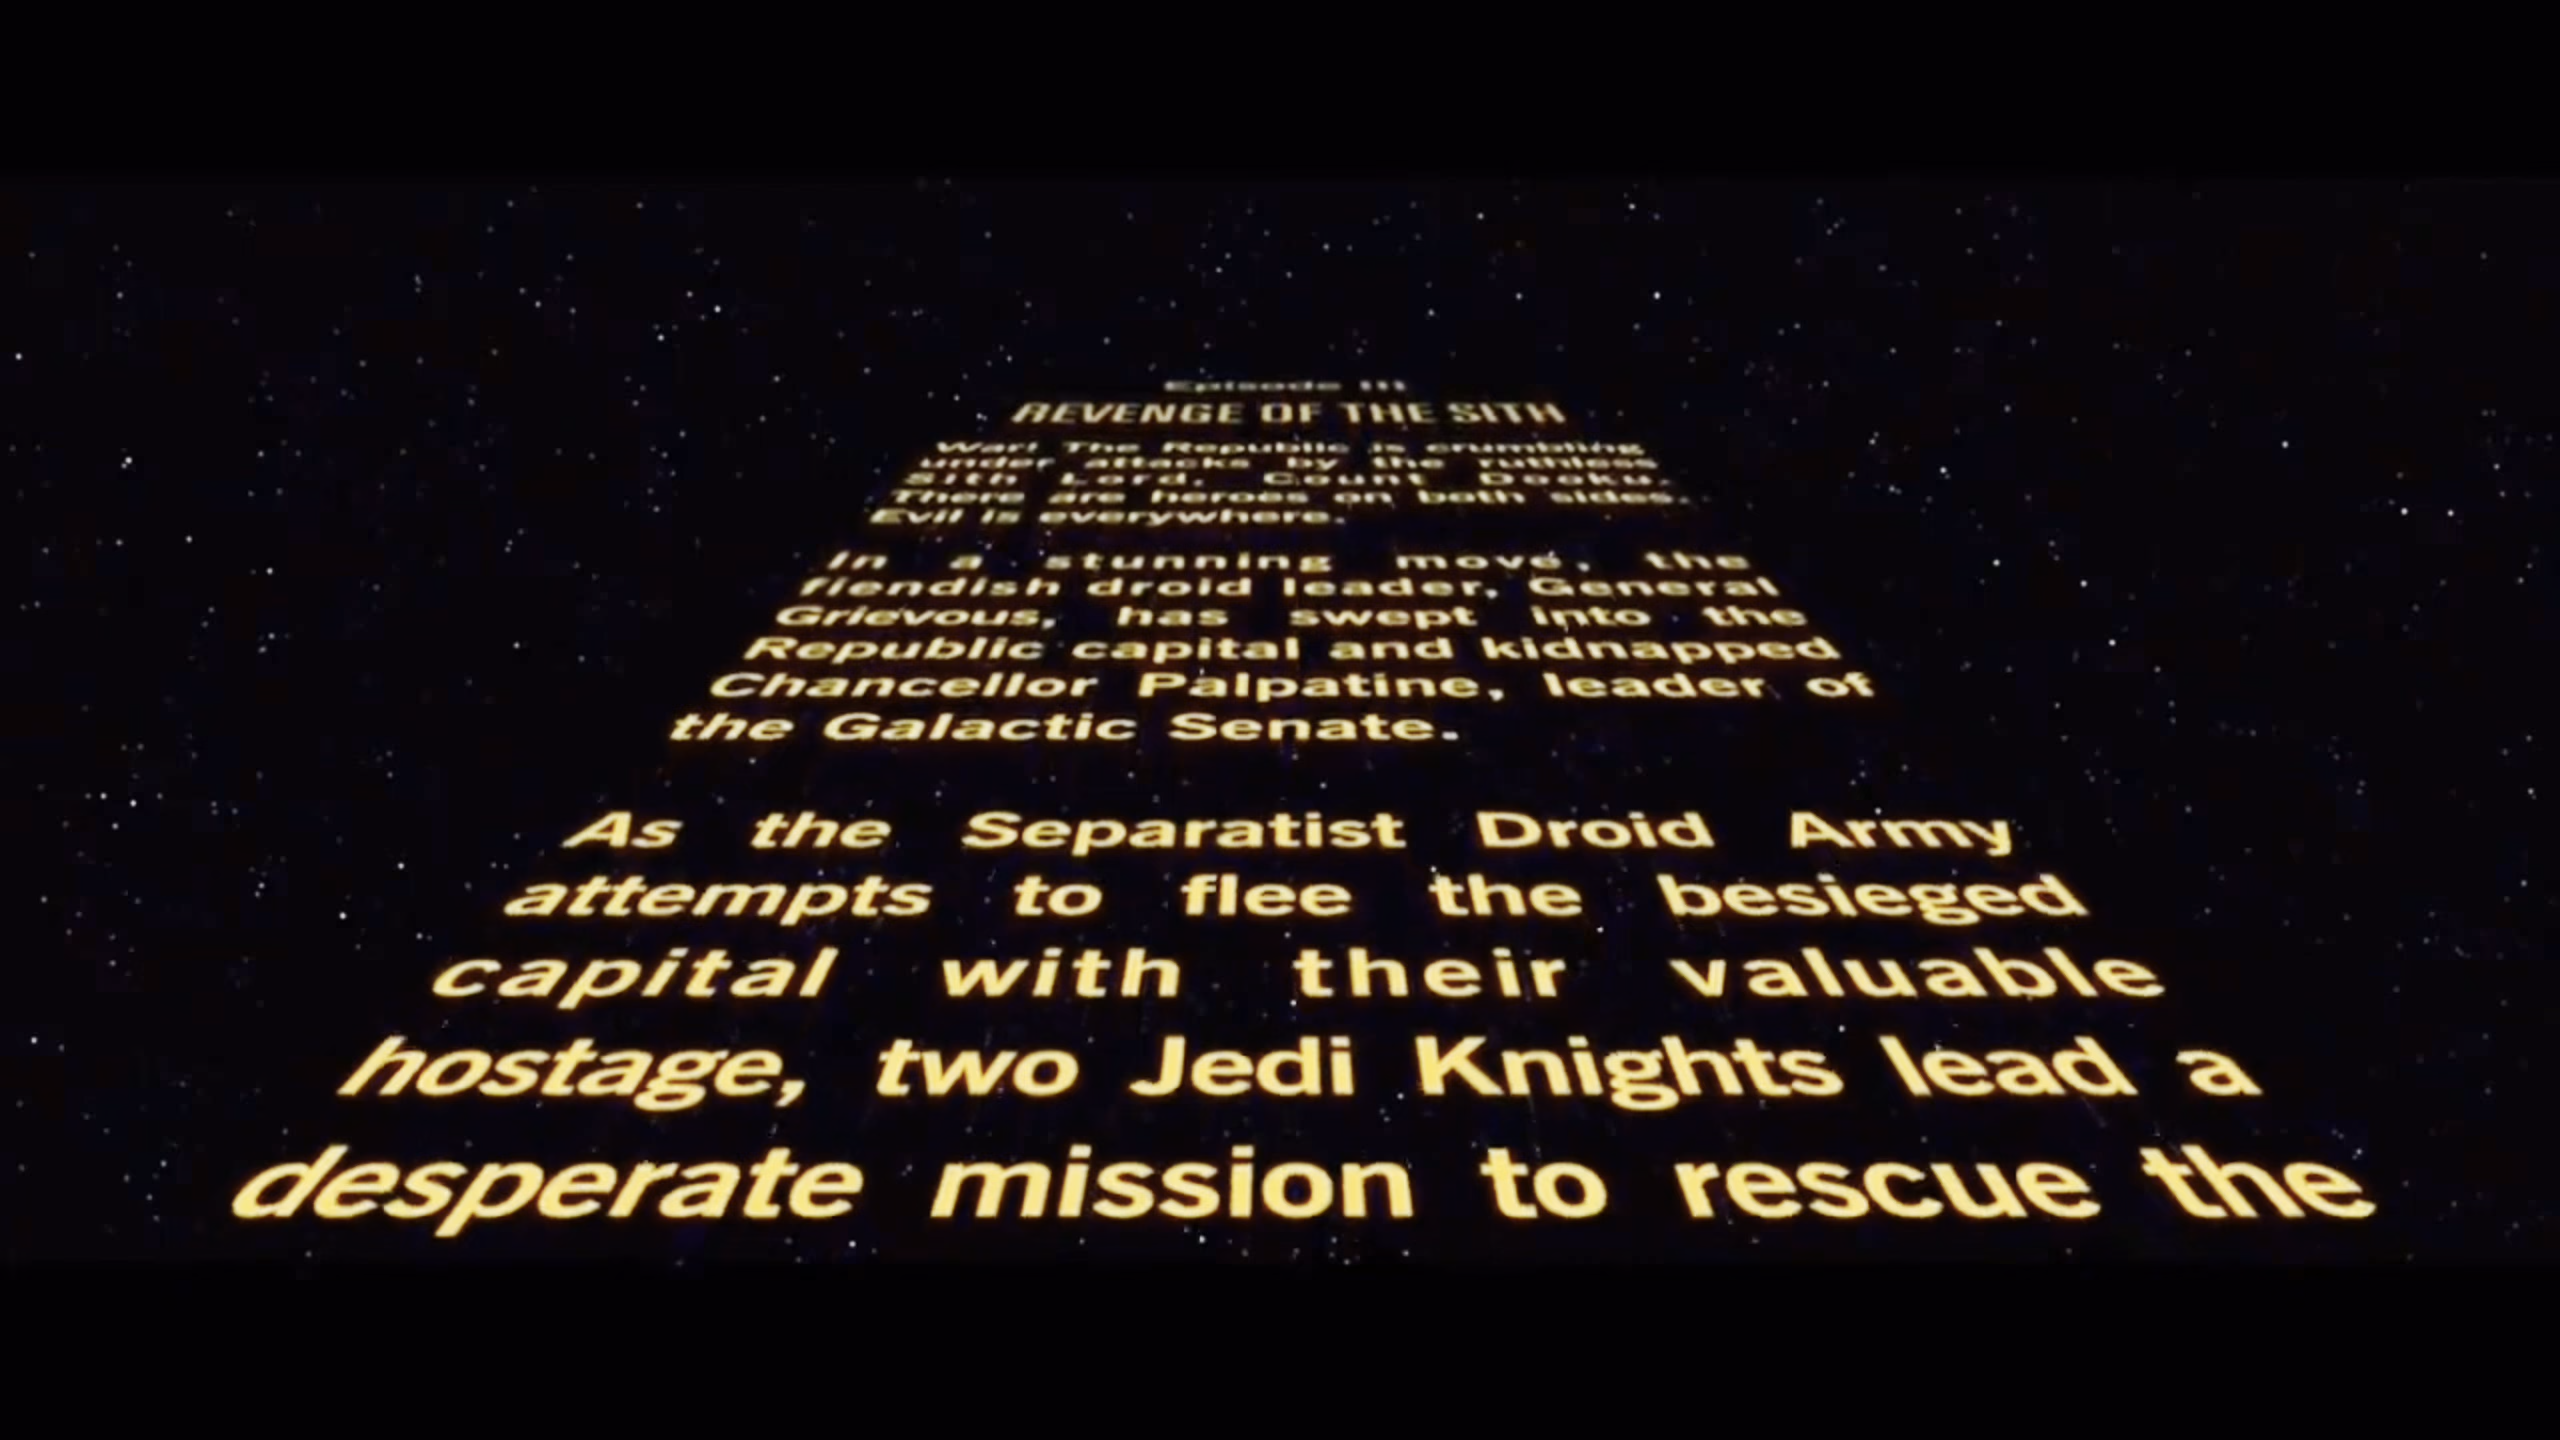 Episode III
REVENGE OF THE SITH
War! The Republic is crumbling
under attacks by the ruthless
Sith Lord, Count Dooku.
There are heroes on both sides.
Evil is everywhere.
In a stunning move, the
fiendish droid leader, General
Grievous, has swept into the
Republic capital and kidnapped
Chancellor Palpatine, leader of
the Galactic Senate.
As the Separatist Droid Army
attempts to flee the besieged
capital with their valuable
hostage, two Jedi Knights lead a
desperate mission to rescue the